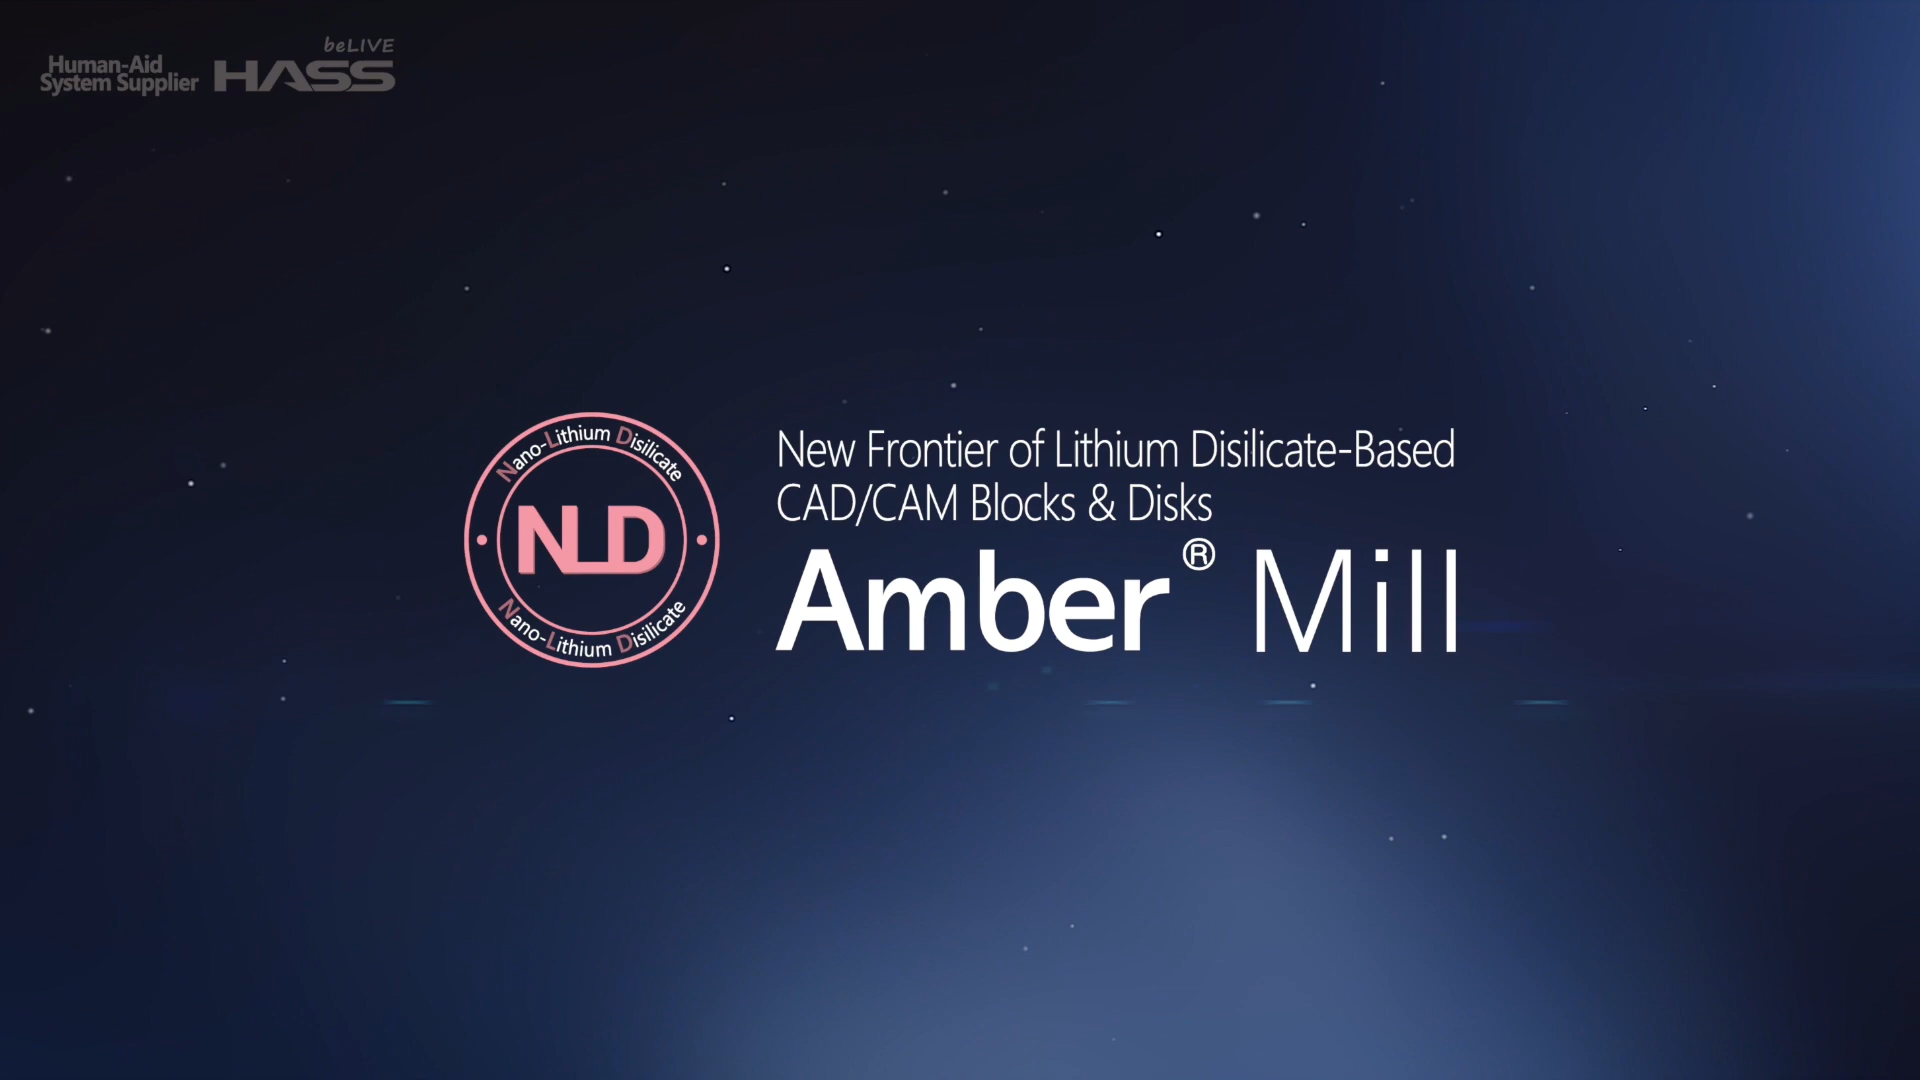 beLIVE
Human-Aid
System Supplier
HASS
Nano-Lithium Disilicate
NLD
Nano-Lithium Disilicate
New Frontier of Lithium Disilicate-Based
CAD/CAM Blocks & Disks
Amber® Mill